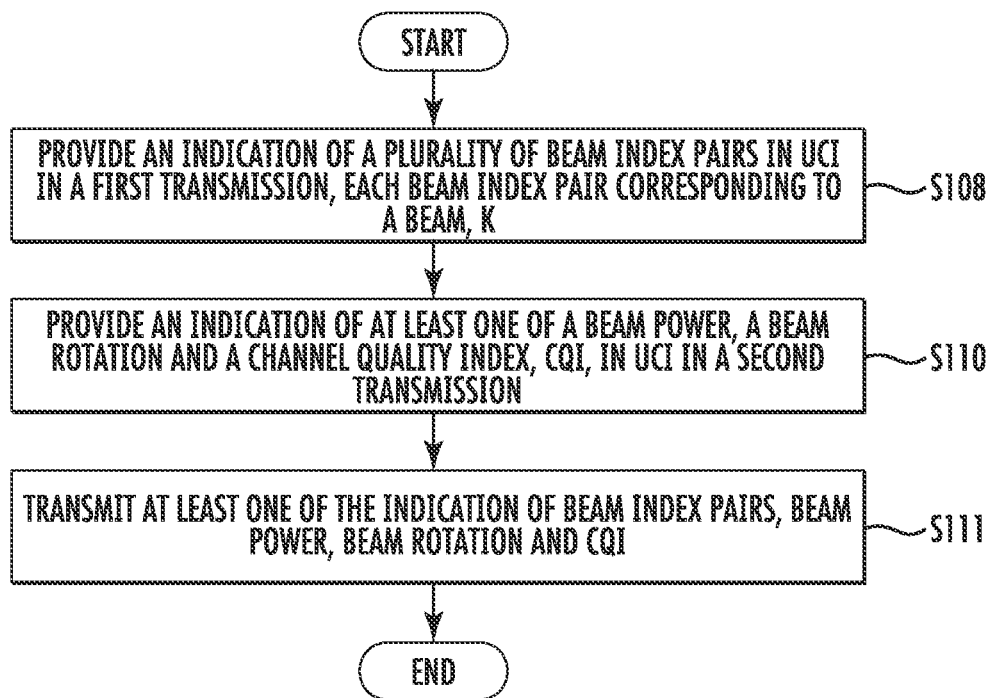 START
PROVIDE AN INDICATION OF A PLURALITY OF BEAM INDEX PAIRS IN UCI
IN A FIRST TRANSMISSION, EACH BEAM INDEX PAIR CORRESPONDING TO
A BEAM, K
S108
PROVIDE AN INDICATION OF AT LEAST ONE OF A BEAM POWER, A BEAM
ROTATION AND A CHANNEL QUALITY INDEX, CQI, IN UCI IN A SECOND
TRANSMISSION
S110
TRANSMIT AT LEAST ONE OF THE INDICATION OF BEAM INDEX PAIRS, BEAM
POWER, BEAM ROTATION AND CQI
S111
END